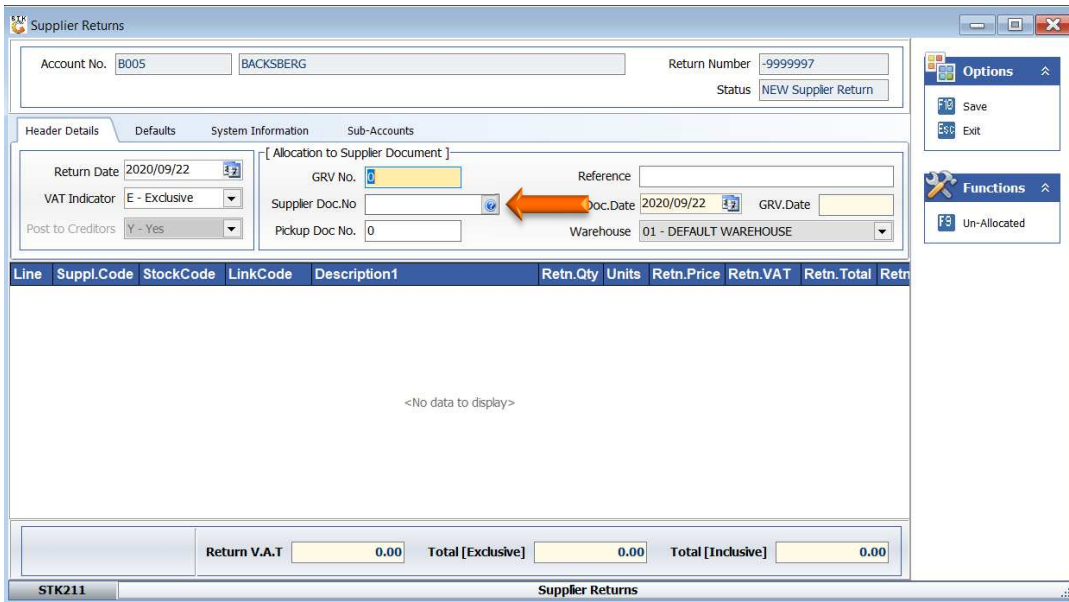 STK Supplier Returns
Account No. B005 BACKSBERG Return Number -9999997
Status NEW Supplier Return
Header Details Defaults System Information Sub-Accounts
[ Allocation to Supplier Document ]
Return Date 2020/09/22 GRV No. 0 Reference
VAT Indicator E - Exclusive Supplier Doc.No Doc.Date 2020/09/22 GRV.Date
Post to Creditors Y - Yes Pickup Doc No. 0 Warehouse 01 - DEFAULT WAREHOUSE
Line Suppl.Code StockCode LinkCode Description1 Retn.Qty Units Retn.Price Retn.VAT Retn.Total Retn
<No data to display>
Return V.A.T 0.00 Total [Exclusive] 0.00 Total [Inclusive] 0.00
STK211 Supplier Returns
Options
F10 Save
Esc Exit
Functions
F9 Un-Allocated